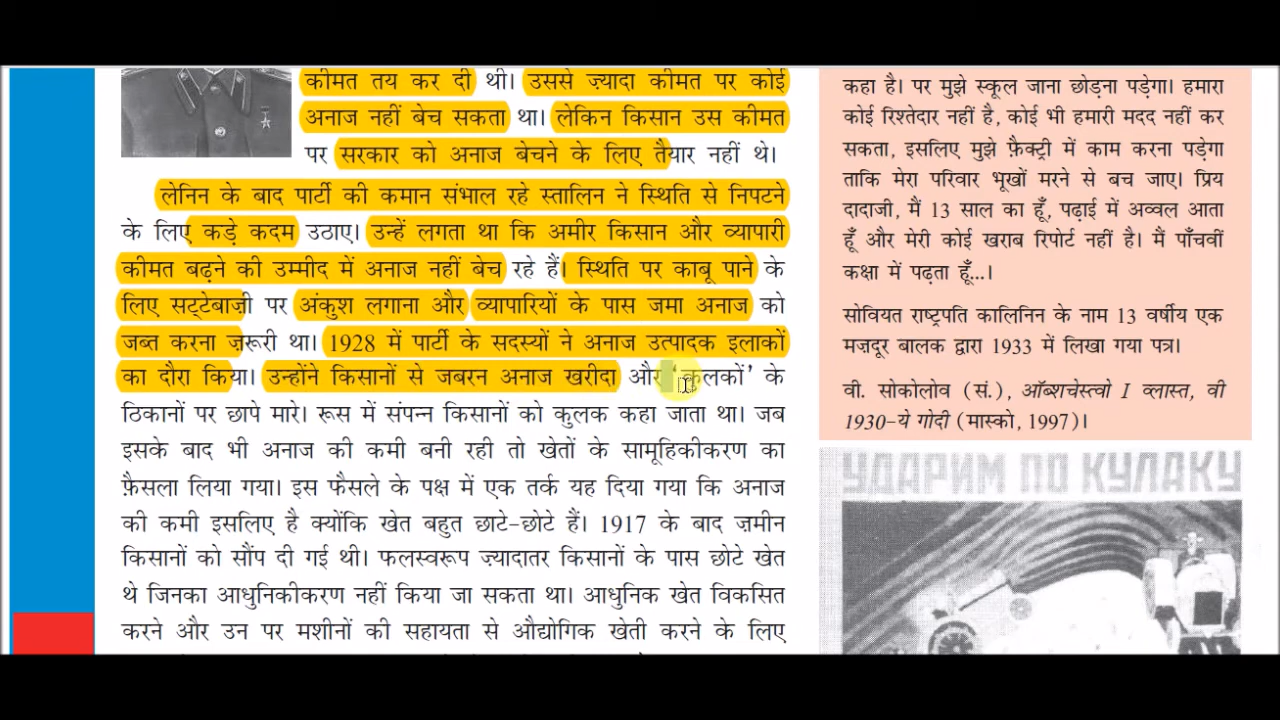 कीमत तय कर दी थी। उससे ज़्यादा कीमत पर कोई
अनाज नहीं बेच सकता था। लेकिन किसान उस कीमत
पर सरकार को अनाज बेचने के लिए तैयार नहीं थे।
लेनिन के बाद पार्टी की कमान संभाल रहे स्तालिन ने स्थिति से निपटने
के लिए कड़े कदम उठाए। उन्हें लगता था कि अमीर किसान और व्यापारी
कीमत बढ़ने की उम्मीद में अनाज नहीं बेच रहे हैं। स्थिति पर काबू पाने के
लिए सट्टेबाज़ी पर अंकुश लगाना और व्यापारियों के पास जमा अनाज को
जब्त करना ज़रूरी था। 1928 में पार्टी के सदस्यों ने अनाज उत्पादक इलाकों
का दौरा किया। उन्होंने किसानों से जबरन अनाज खरीदा और ‘कुलकों’ के
ठिकानों पर छापे मारे। रूस में संपन्न किसानों को कुलक कहा जाता था। जब
इसके बाद भी अनाज की कमी बनी रही तो खेतों के सामूहिकीकरण का
फ़ैसला लिया गया। इस फैसले के पक्ष में एक तर्क यह दिया गया कि अनाज
की कमी इसलिए है क्योंकि खेत बहुत छाटे-छोटे हैं। 1917 के बाद ज़मीन
किसानों को सौंप दी गई थी। फलस्वरूप ज्यादातर किसानों के पास छोटे खेत
थे जिनका आधुनिकीकरण नहीं किया जा सकता था। आधुनिक खेत विकसित
करने और उन पर मशीनों की सहायता से औद्योगिक खेती करने के लिए
कहा है। पर मुझे स्कूल जाना छोड़ना पड़ेगा। हमारा
कोई रिश्तेदार नहीं है, कोई भी हमारी मदद नहीं कर
सकता, इसलिए मुझे फ़ैक्ट्री में काम करना पड़ेगा
ताकि मेरा परिवार भूखों मरने से बच जाए। प्रिय
दादाजी, मैं 13 साल का हूँ, पढ़ाई में अव्वल आता
हूँ और मेरी कोई खराब रिपोर्ट नहीं है। मैं पाँचवीं
कक्षा में पढ़ता हूँ...।
सोवियत राष्ट्रपति कालिनिन के नाम 13 वर्षीय एक
मज़दूर बालक द्वारा 1933 में लिखा गया पत्र।
वी. सोकोलोव (सं.), ऑब्शचेस्त्वो I व्लास्त, वी
1930-ये गोदी (मास्को, 1997)।
УДАРИМ ПО КУЛАКУ